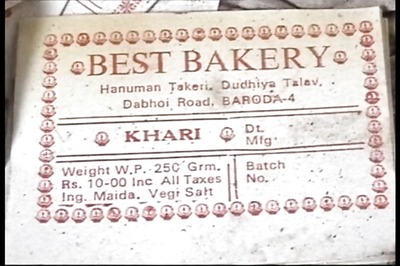 BEST BAKERY
Hanuman Tekeri, Dudhiya Talav,
Dabhoi Road, BARODA-4
KHARI
Dt.
Mfg.
Weight W.P. 250 Grm.
Rs. 10-00 Inc All Taxes
Ing. Maida. Vegi Salt
Batch
No.